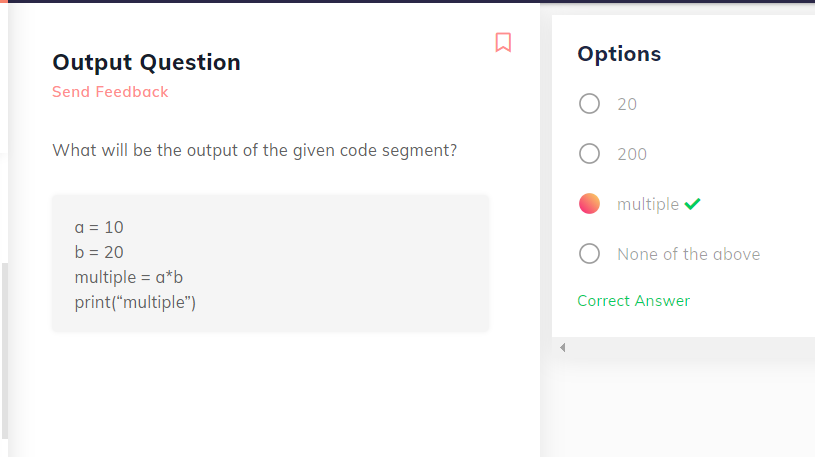 Output Question
Send Feedback
What will be the output of the given code segment?
a = 10
b = 20
multiple = a*b
print(“multiple”)
Options
20
200
multiple
None of the above
Correct Answer